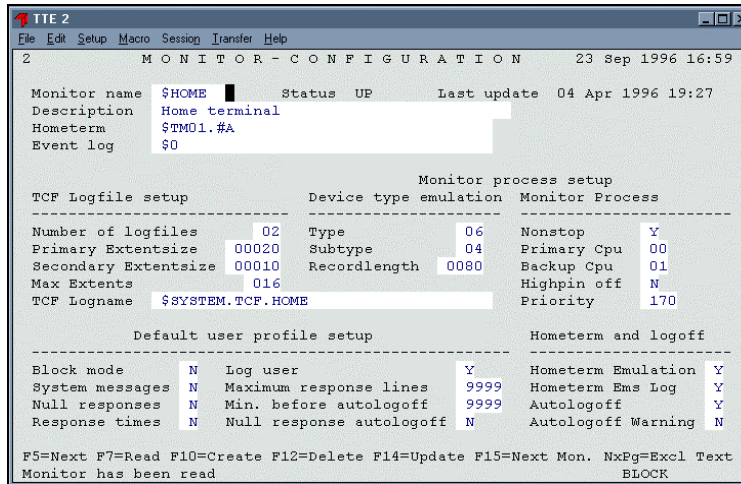 TTE 2
File Edit Setup Macro Session Transfer Help
2 M O N I T O R - C O N F I G U R A T I O N 23 Sep 1996 16:59
Monitor name $HOME Status UP Last update 04 Apr 1996 19:27
Description Home terminal
Hometerm $TM01.#A
Event log $0
Monitor process setup
TCF Logfile setup Device type emulation Monitor Process
Number of logfiles 02 Type 06 Nonstop Y
Primary Extentsize 00020 Subtype 04 Primary Cpu 00
Secondary Extentsize 00010 Recordlength 0080 Backup Cpu 01
Max Extents 016 Highpin off N
TCF Logname $SYSTEM.TCF.HOME Priority 170
Default user profile setup Hometerm and logoff
Block mode N Log user Y Hometerm Emulation Y
System messages N Maximum response lines 9999 Hometerm Ems Log Y
Null responses N Min. before autologoff 9999 Autologoff Y
Response times N Null response autologoff N Autologoff Warning N
F5=Next F7=Read F10=Create F12=Delete F14=Update F15=Next Mon. NxPg=Excl Text
Monitor has been read BLOCK